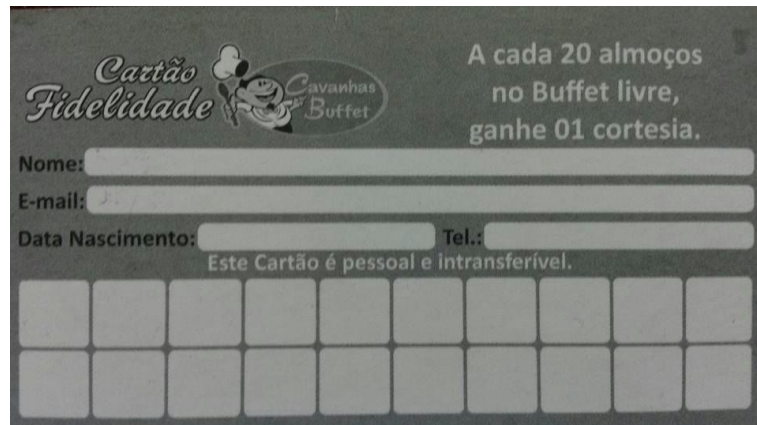 Cartão
Fidelidade
Cavanhas
Buffet
A cada 20 almoços
no Buffet livre,
ganhe 01 cortesia.
Nome:
E-mail:
Data Nascimento:
Tel.:
Este Cartão é pessoal e intransferível.